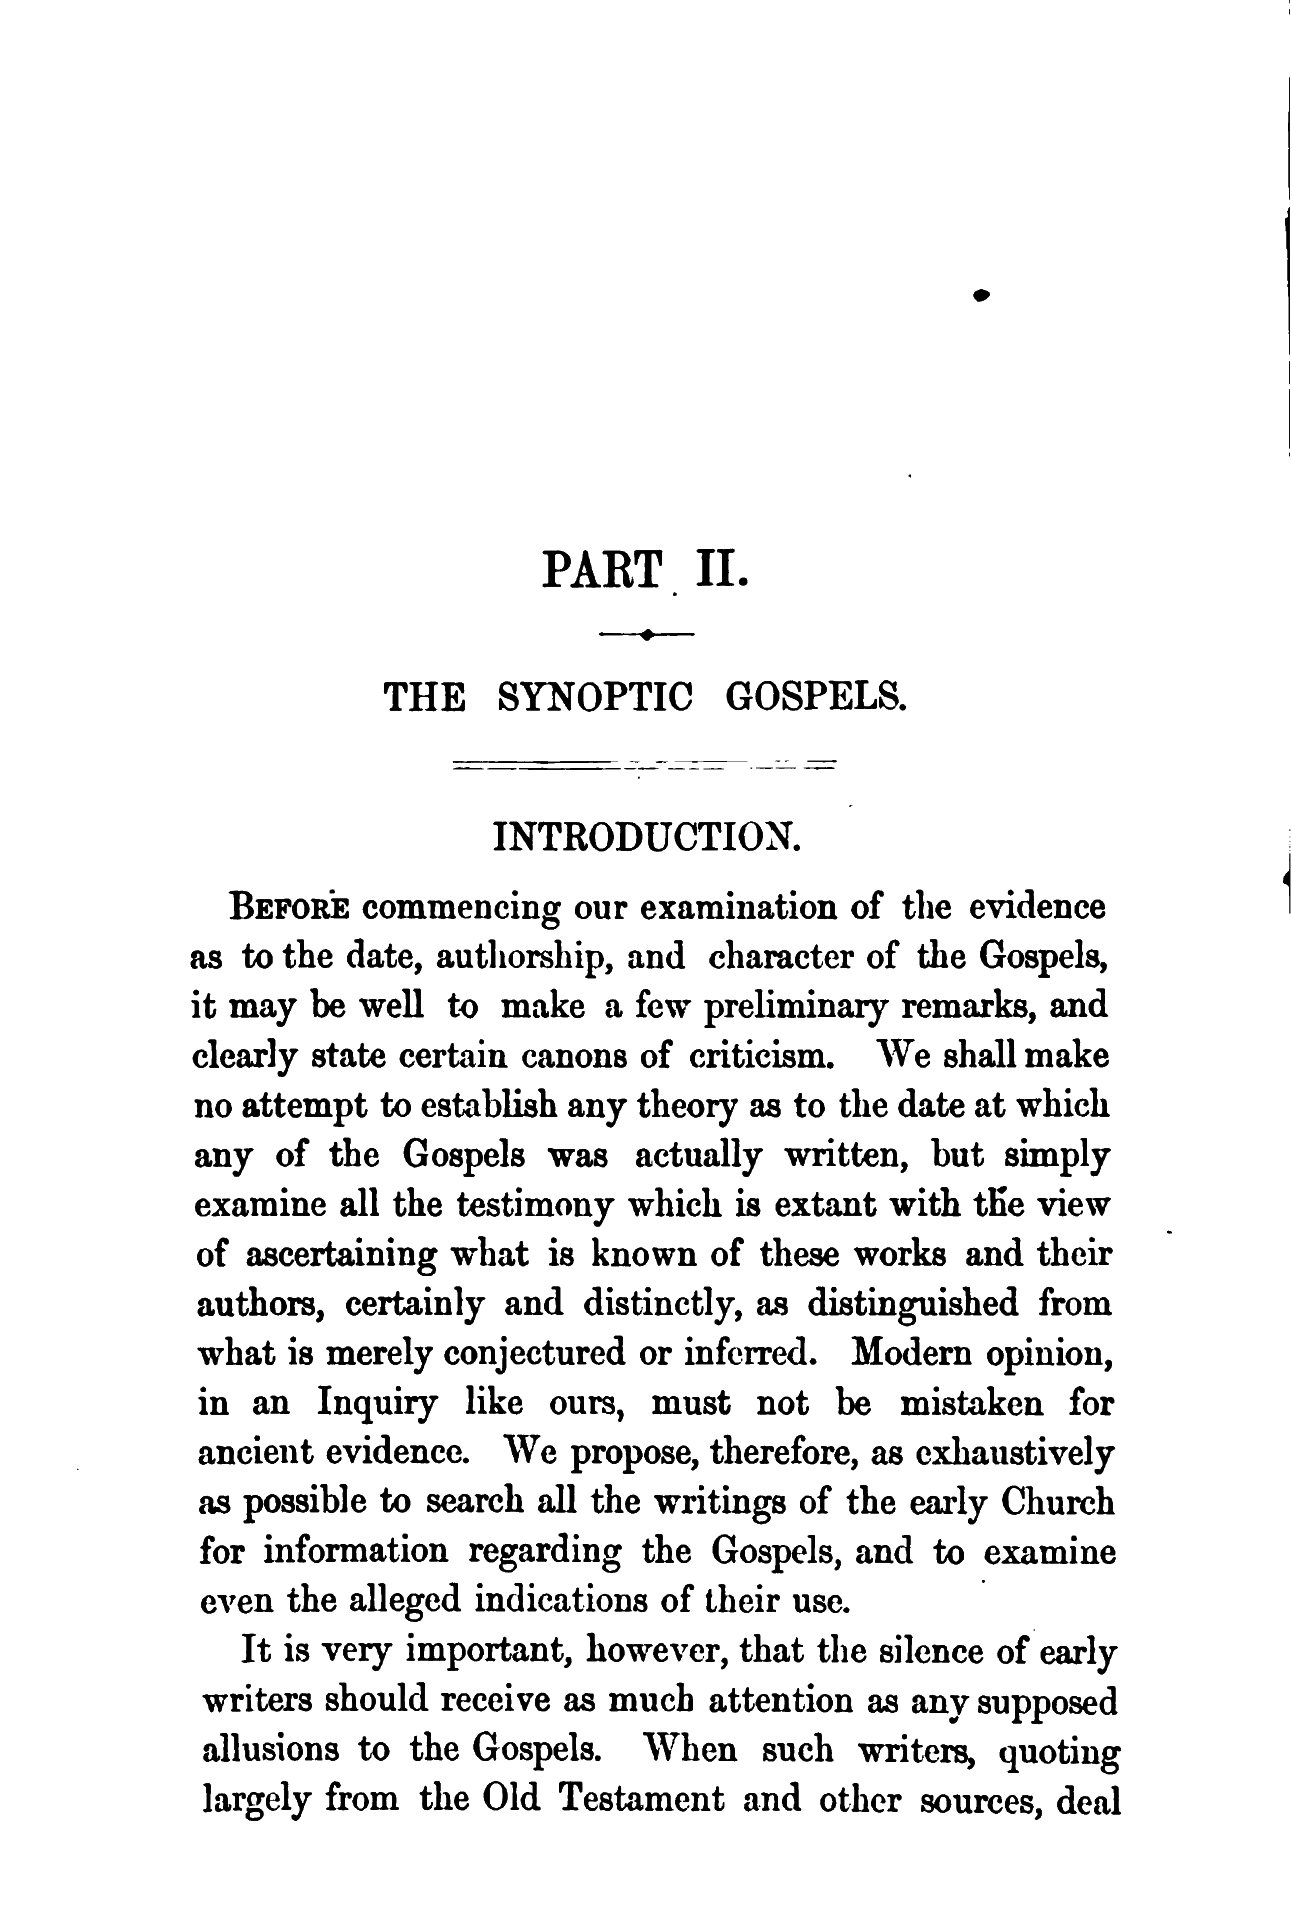 PART II.
THE SYNOPTIC GOSPELS.
INTRODUCTION.
BEFORE commencing our examination of the evidence
as to the date, authorship, and character of the Gospels,
it may be well to make a few preliminary remarks, and
clearly state certain canons of criticism. We shall make
no attempt to establish any theory as to the date at which
any of the Gospels was actually written, but simply
examine all the testimony which is extant with the view
of ascertaining what is known of these works and their
authors, certainly and distinctly, as distinguished from
what is merely conjectured or inferred. Modern opinion,
in an Inquiry like ours, must not be mistaken for
ancient evidence. We propose, therefore, as exhaustively
as possible to search all the writings of the early Church
for information regarding the Gospels, and to examine
even the alleged indications of their use.
It is very important, however, that the silence of early
writers should receive as much attention as any supposed
allusions to the Gospels. When such writers, quoting
largely from the Old Testament and other sources, deal